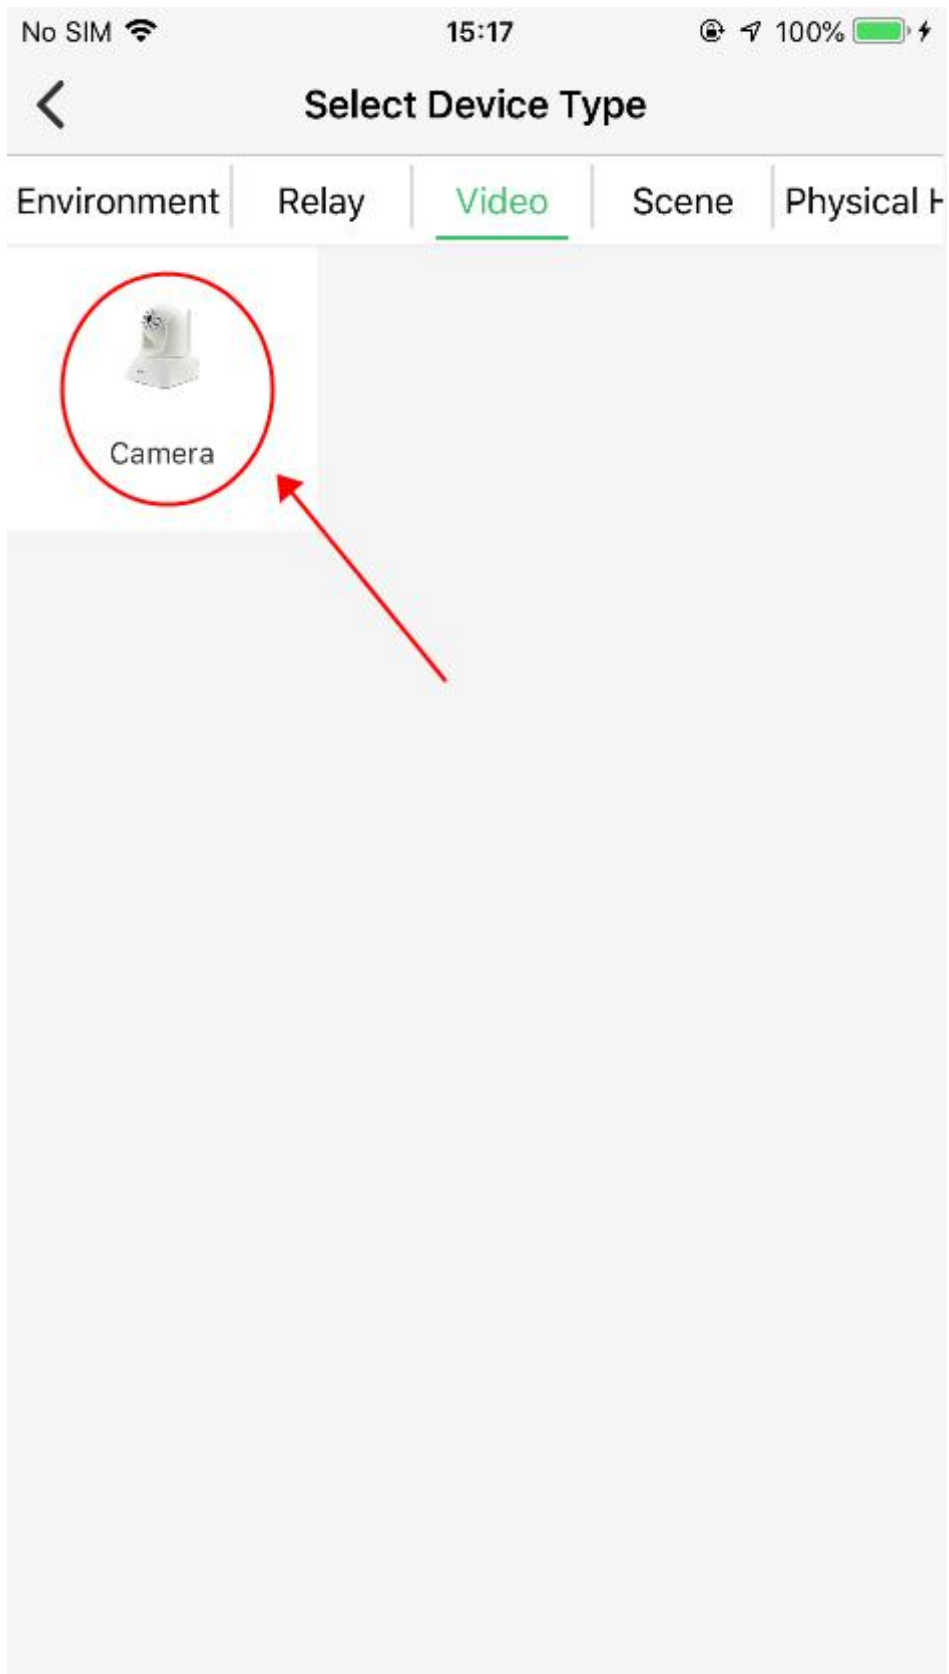 No SIM 15:17 100%
Select Device Type
Environment Relay Video Scene Physical H
Camera